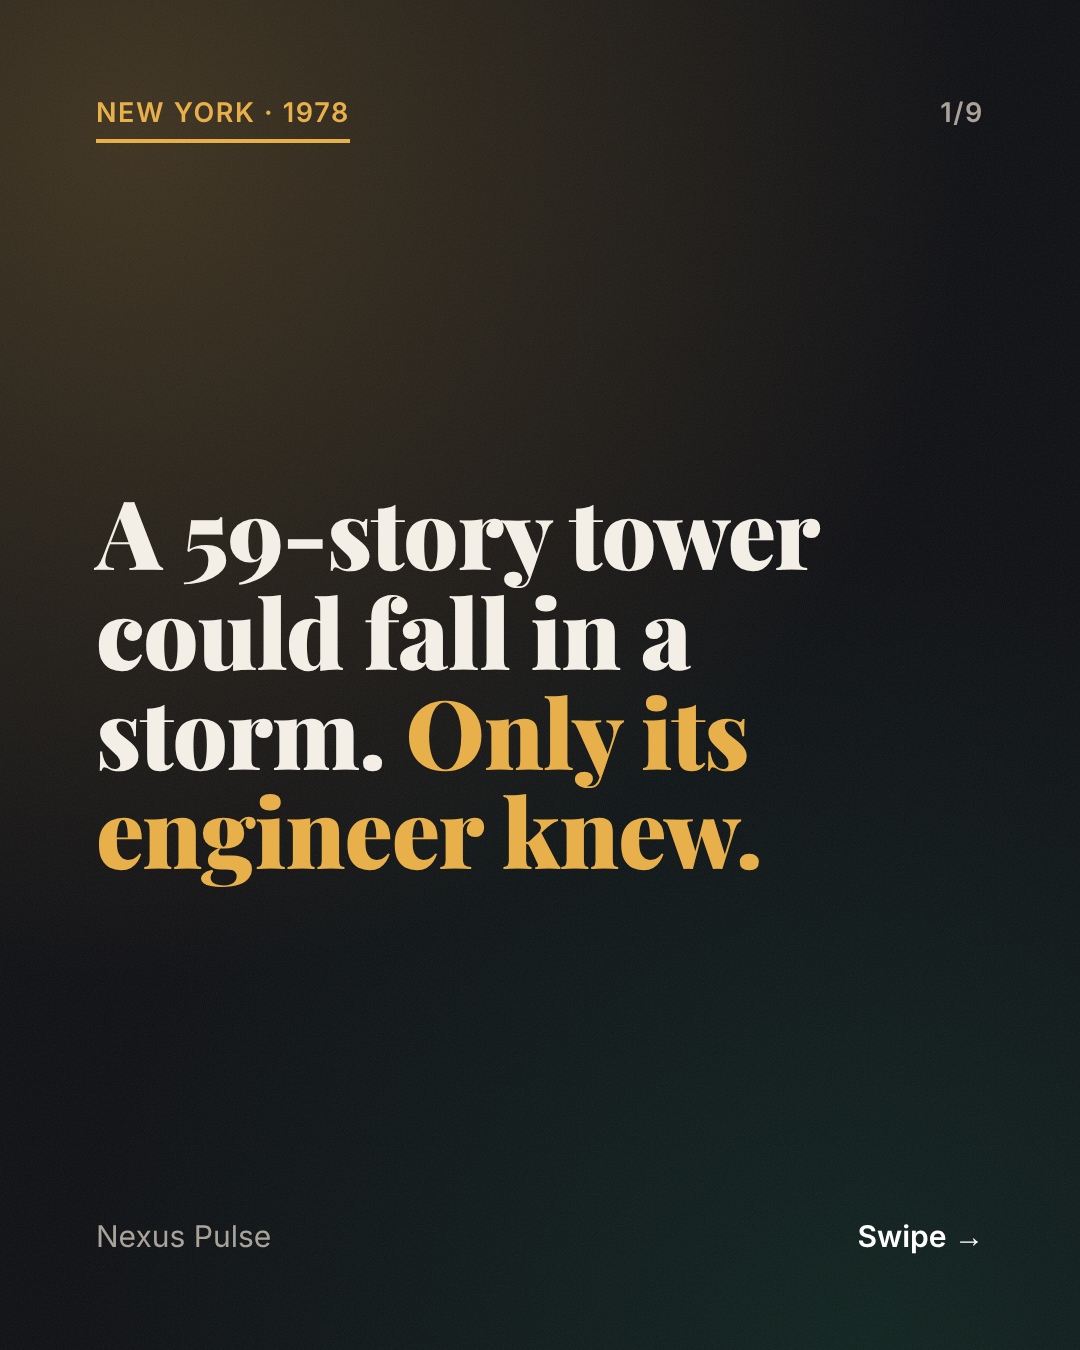 NEW YORK · 1978
1/9
A 59-story tower
could fall in a
storm. Only its
engineer knew.
Nexus Pulse
Swipe →